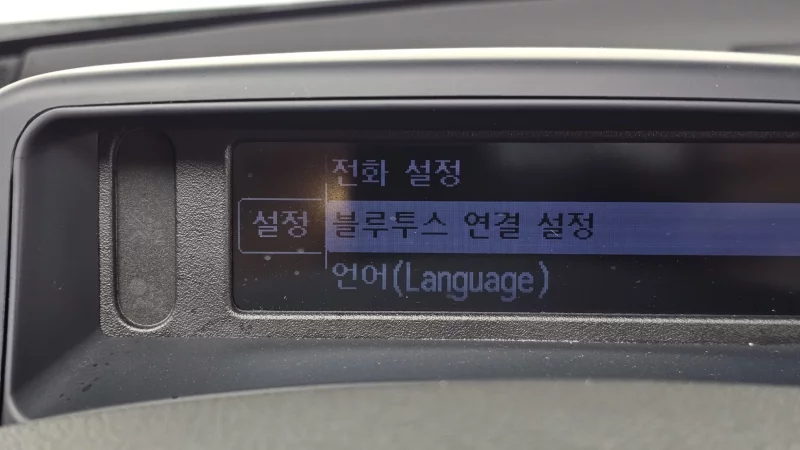 전화 설정
설정
블루투스 연결 설정
언어(Language)